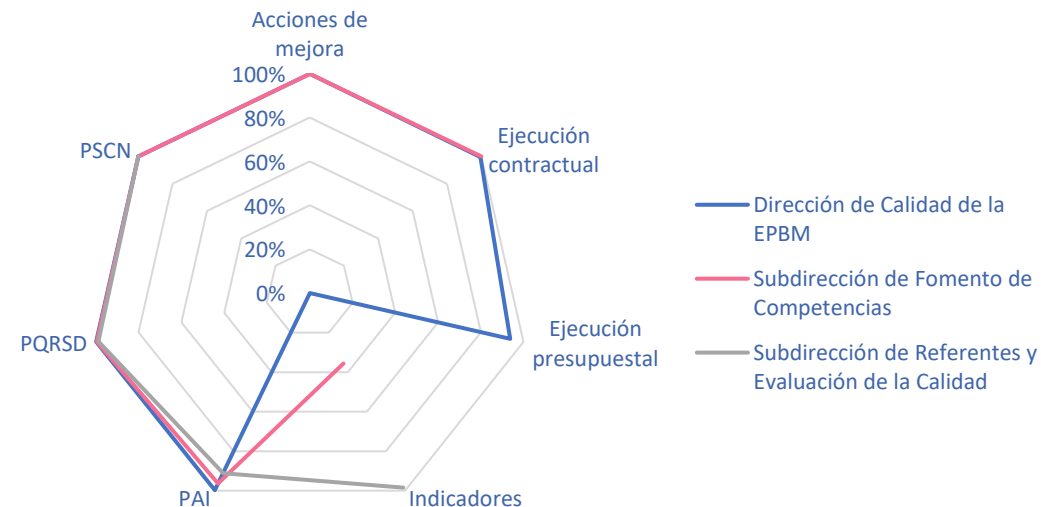 Acciones de
mejora
100%
80%
60%
40%
20%
0%
Ejecución
contractual
Ejecución
presupuestal
Indicadores
PAI
PQRSD
PSCN
Dirección de Calidad de la
EPBM
Subdirección de Fomento de
Competencias
Subdirección de Referentes y
Evaluación de la Calidad